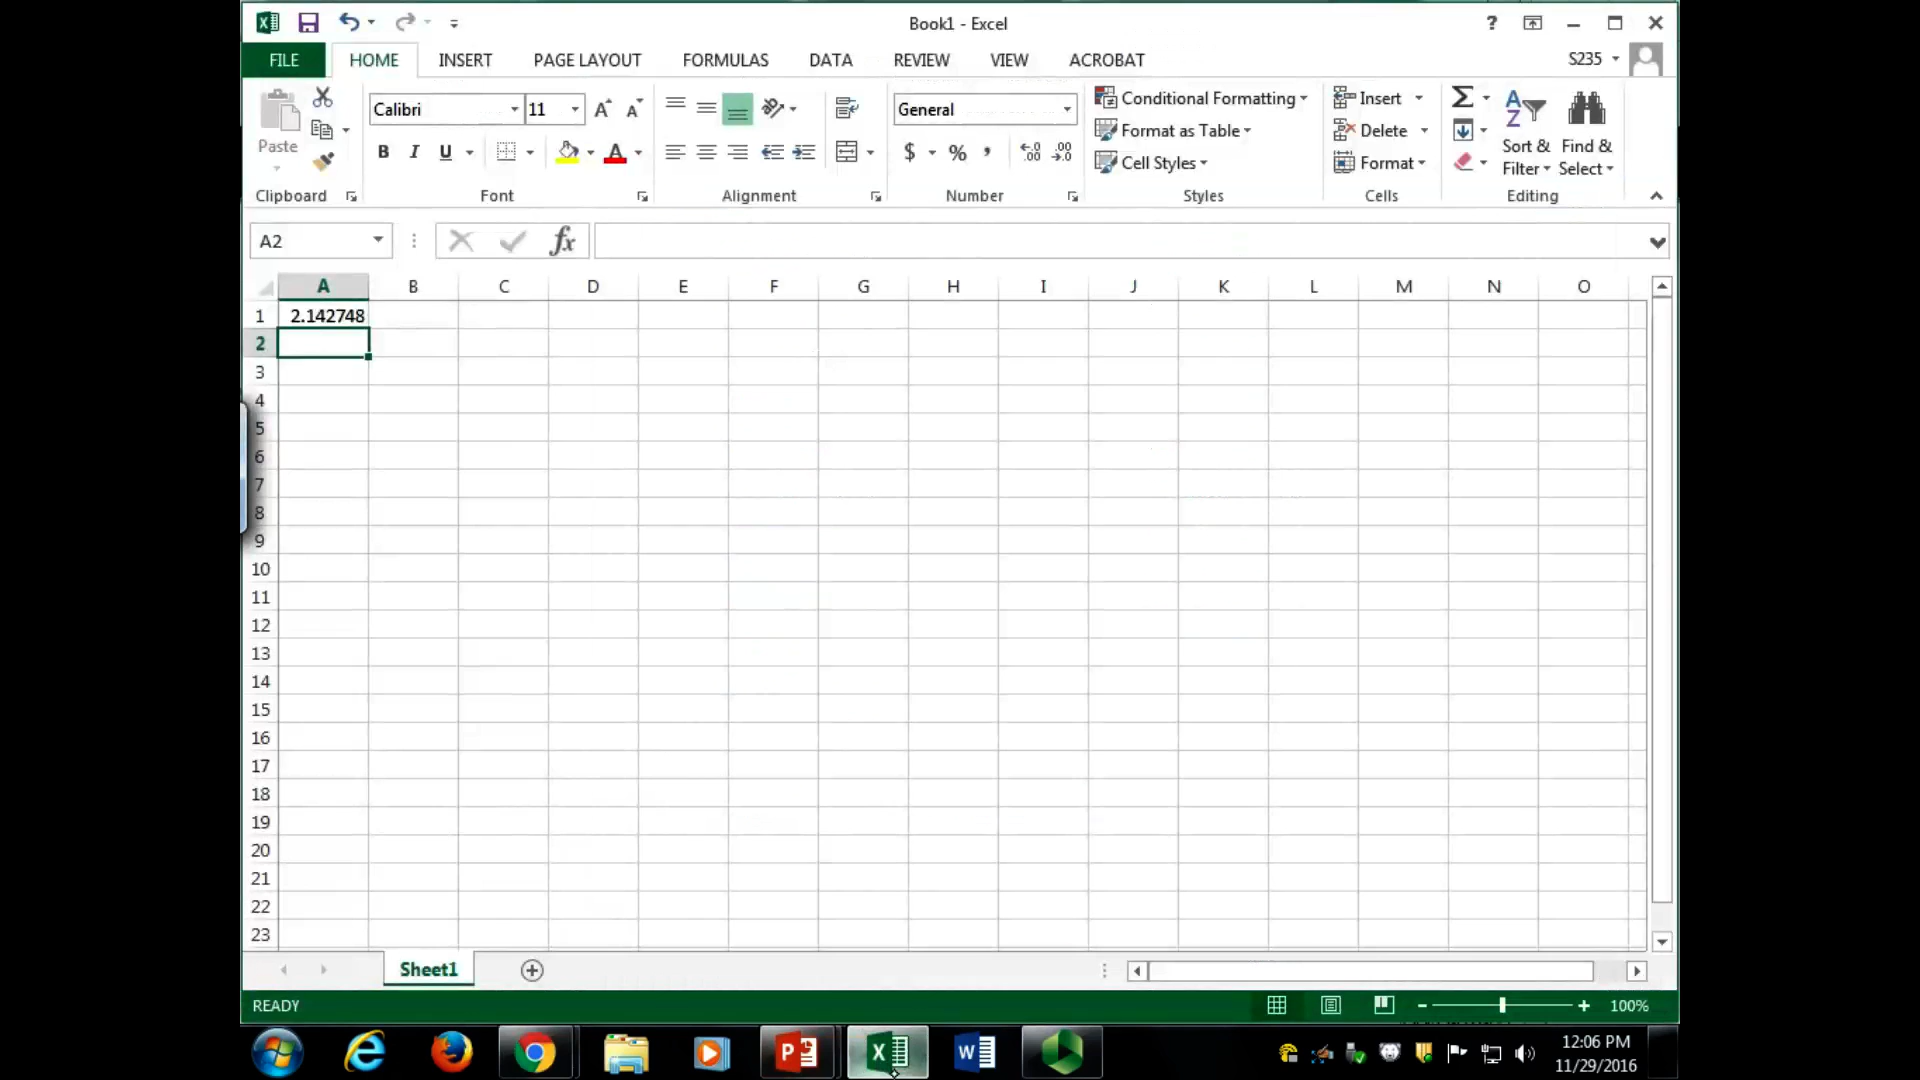 Book1 - Excel
?
FILE HOME INSERT PAGE LAYOUT FORMULAS DATA REVIEW VIEW ACROBAT S235
Paste
Calibri 11
B I U
General
$ % ,
Conditional Formatting
Format as Table
Cell Styles
Insert
Delete
Format
Sort & Filter
Find & Select
Clipboard Font Alignment Number Styles Cells Editing
A2 fx
A B C D E F G H I J K L M N O
1 2.142748
2
3
4
5
6
7
8
9
10
11
12
13
14
15
16
17
18
19
20
21
22
23
Sheet1
READY 100%
12:06 PM
11/29/2016